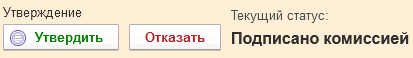 Утверждение
Утвердить
Отказать
Текущий статус:
Подписано комиссией